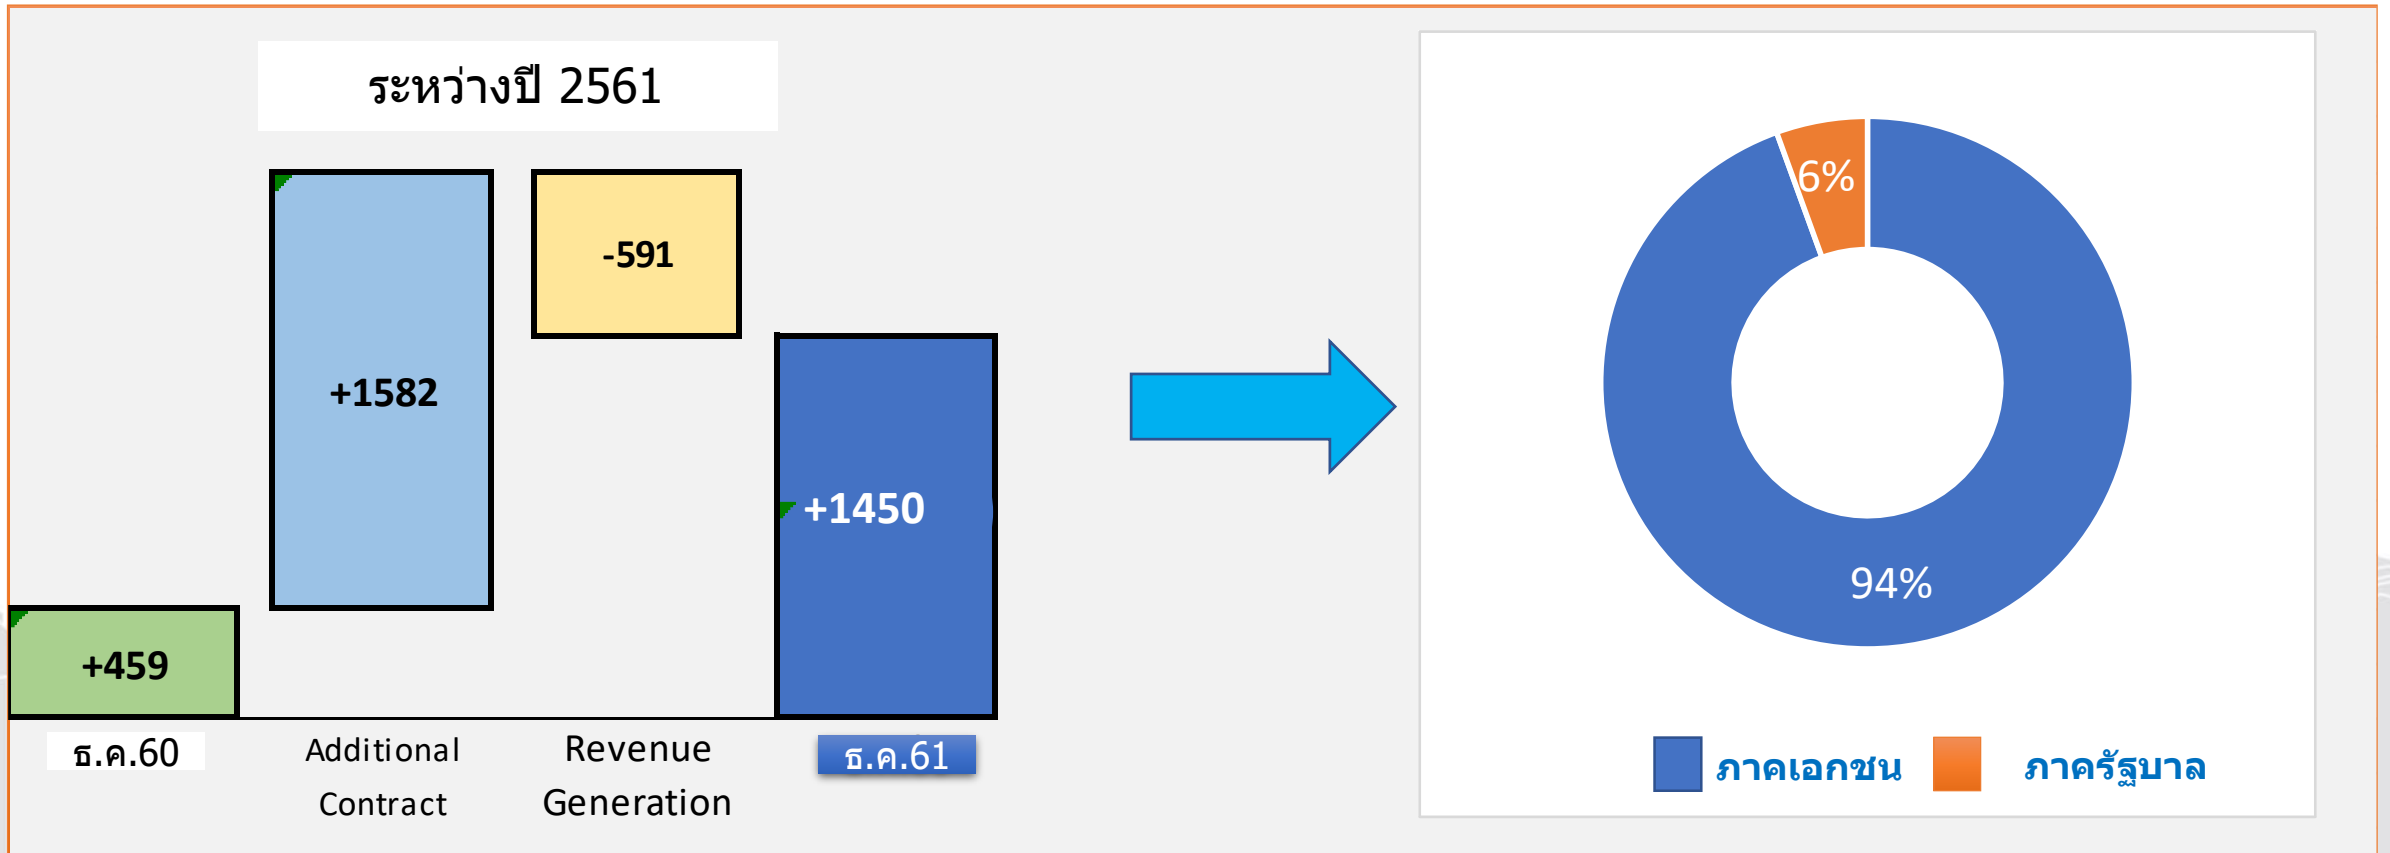 ระหว่างปี 2561
+459
+1582
-591
+1450
ธ.ค.60
Additional
Contract
Revenue
Generation
ธ.ค.61
6%
94%
ภาคเอกชน
ภาครัฐบาล